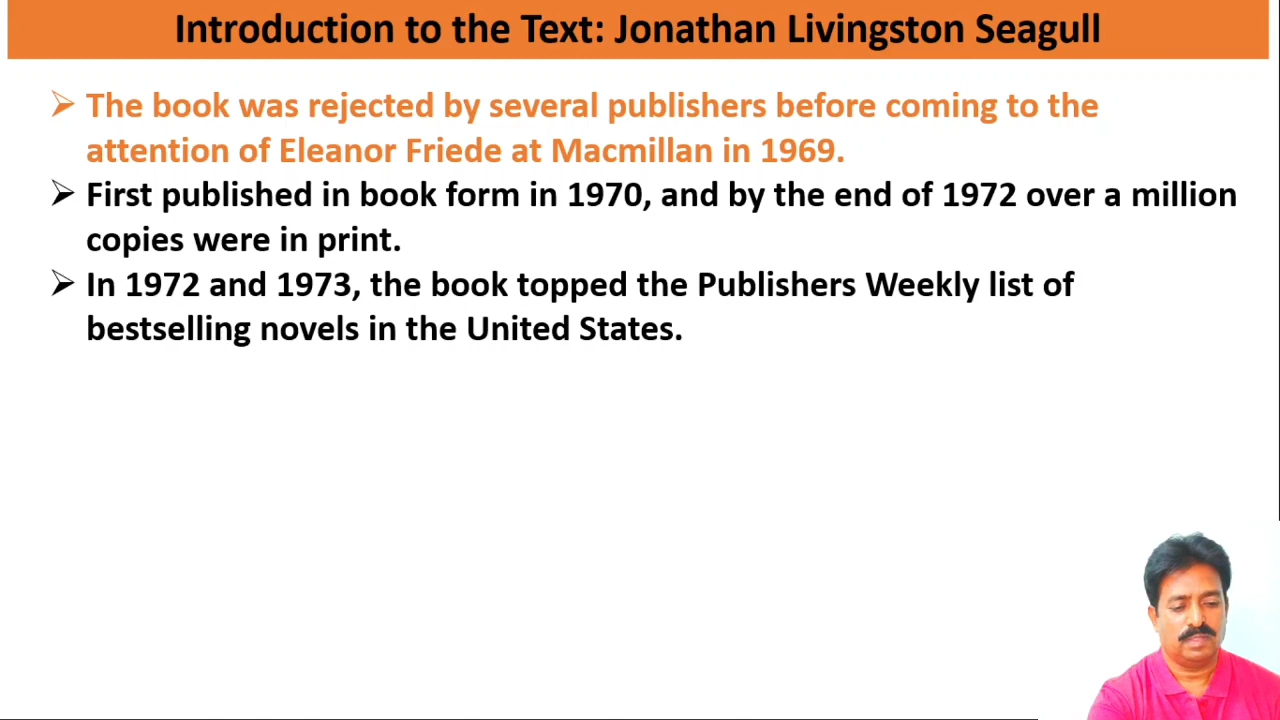 Introduction to the Text: Jonathan Livingston Seagull
➢ The book was rejected by several publishers before coming to the
attention of Eleanor Friede at Macmillan in 1969.
➢ First published in book form in 1970, and by the end of 1972 over a million
copies were in print.
➢ In 1972 and 1973, the book topped the Publishers Weekly list of
bestselling novels in the United States.